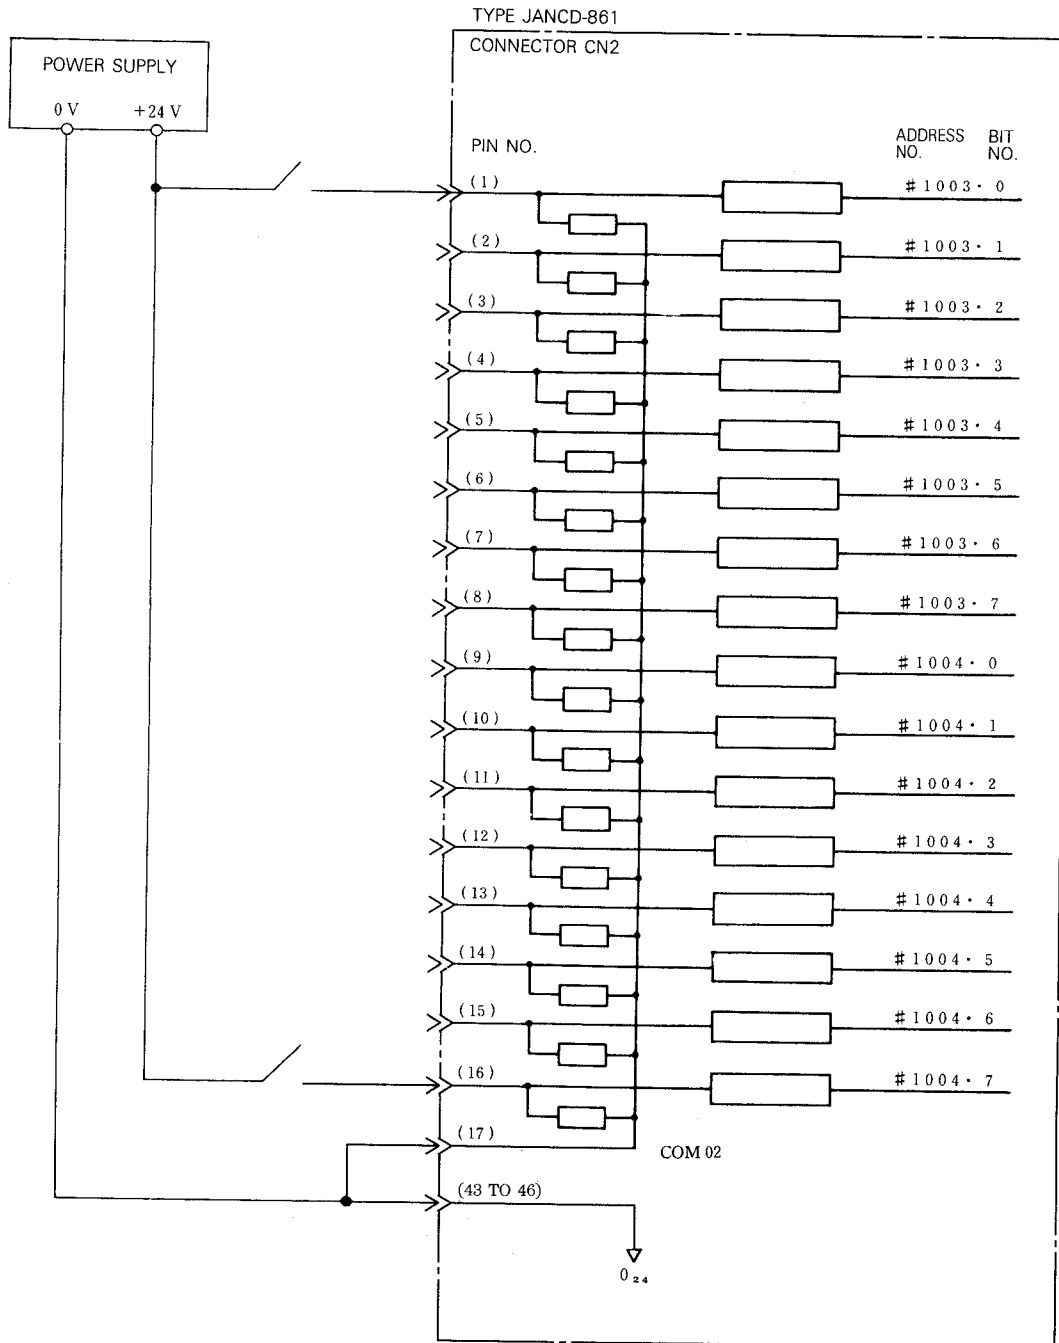 TYPE JANCD-861
CONNECTOR CN2
POWER SUPPLY
0 V +24 V
PIN NO.
ADDRESS NO. BIT NO.
(1) #1003・0
(2) #1003・1
(3) #1003・2
(4) #1003・3
(5) #1003・4
(6) #1003・5
(7) #1003・6
(8) #1003・7
(9) #1004・0
(10) #1004・1
(11) #1004・2
(12) #1004・3
(13) #1004・4
(14) #1004・5
(15) #1004・6
(16) #1004・7
(17)
COM 02
(43 TO 46)
0₂₄